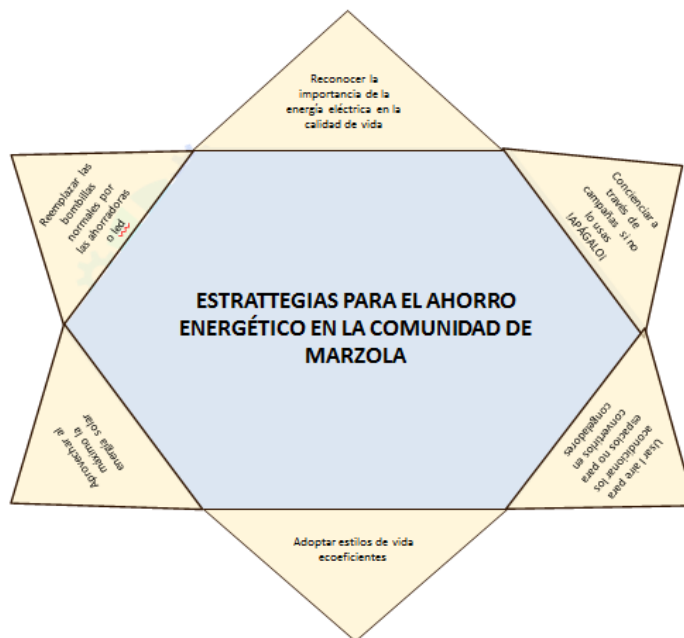 Reconocer la
importancia de la
energía eléctrica en la
calidad de vida
Reemplazar las
bombillas
normales por
las ahorradoras
o led
Concienciar a
través de
campañas si no
lo usas
!APÁGALO¡
ESTRATTEGIAS PARA EL AHORRO
ENERGÉTICO EN LA COMUNIDAD DE
MARZOLA
Aprovechar al
máximo la
energía solar
Usar l aire para
acondicionar los
espacios no para
convertirlos en
congeladores
Adoptar estilos de vida
ecoeficientes